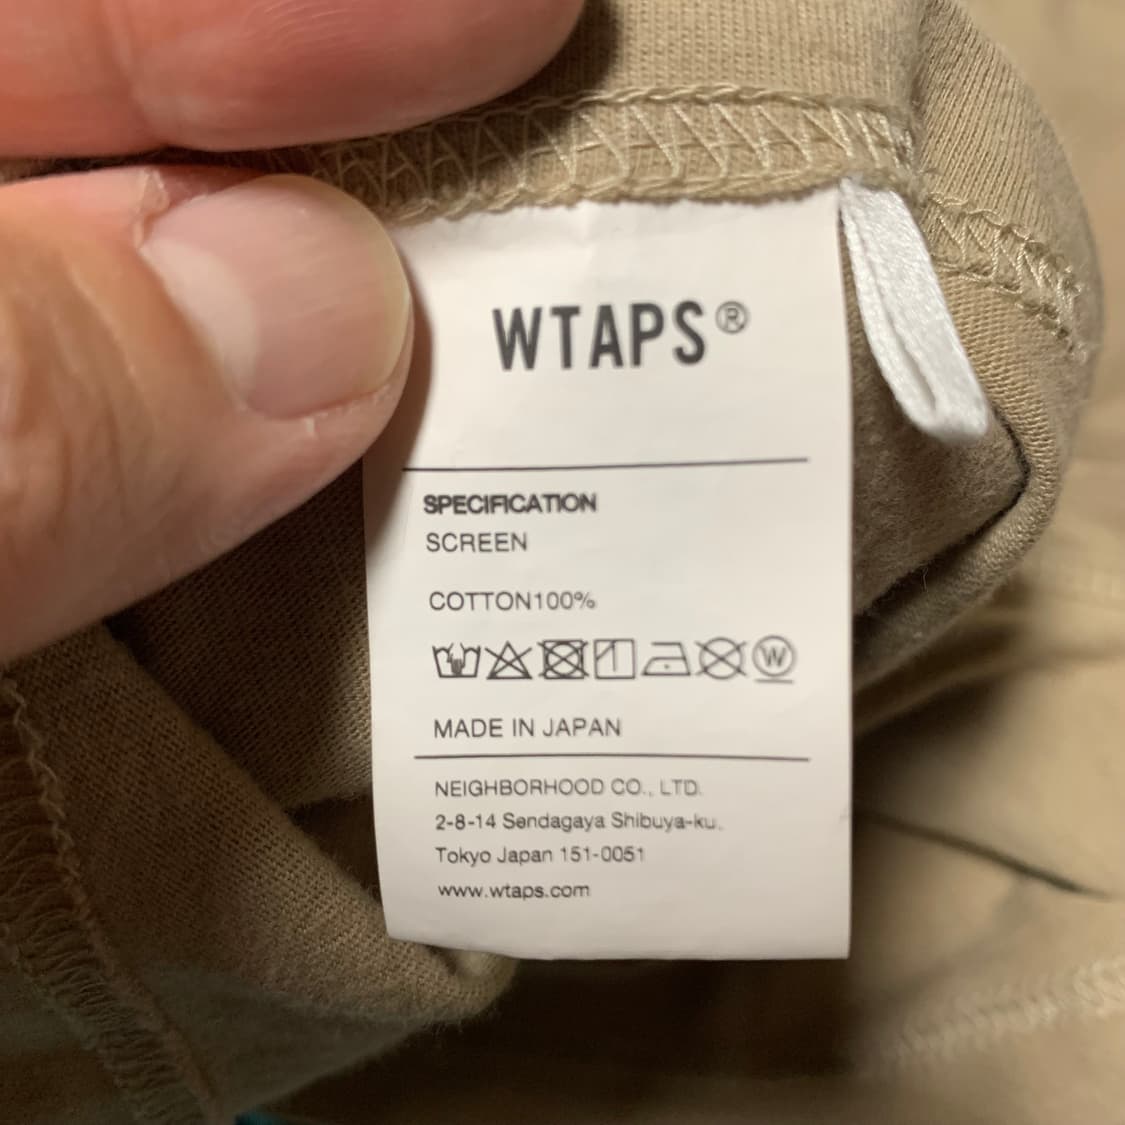 WTAPS®
SPECIFICATION
SCREEN
COTTON100%
W
MADE IN JAPAN
NEIGHBORHOOD CO., LTD.
2-8-14 Sendagaya Shibuya-ku.
Tokyo Japan 151-0051
www.wtaps.com